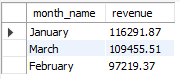 month_name revenue
January 116291.87
March 109455.51
February 97219.37